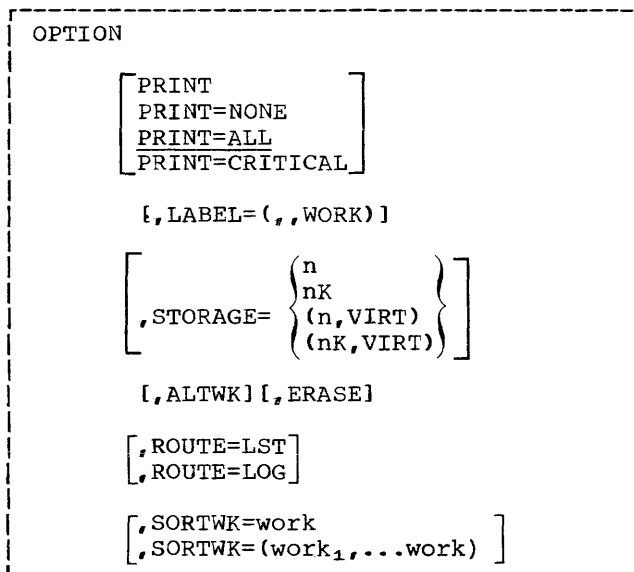 OPTION
PRINT
PRINT=NONE
PRINT=ALL
PRINT=CRITICAL
[,LABEL=(,,WORK)]
,STORAGE=
n
nK
(n,VIRT)
(nK,VIRT)
[,ALTWK][,ERASE]
,ROUTE=LST
,ROUTE=LOG
,SORTWK=work
,SORTWK=(work₁,...work)